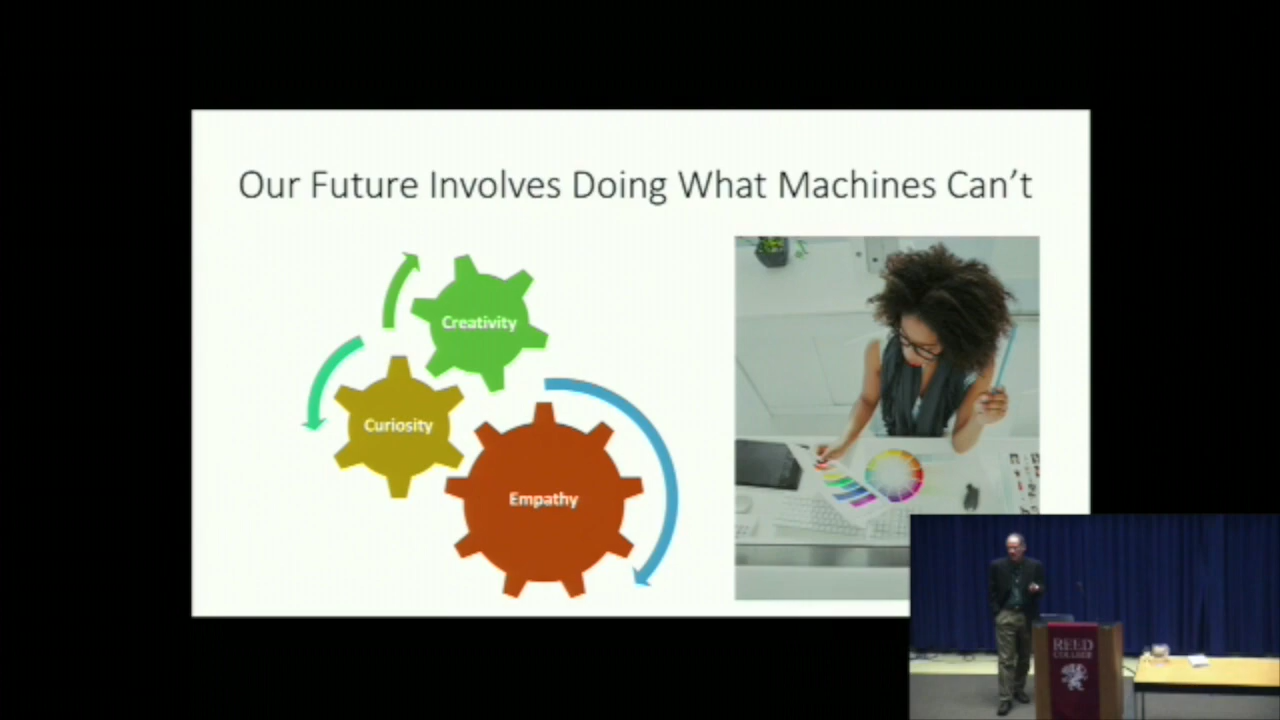 Our Future Involves Doing What Machines Can't
Creativity
Curiosity
Empathy
REED
COLLEGE